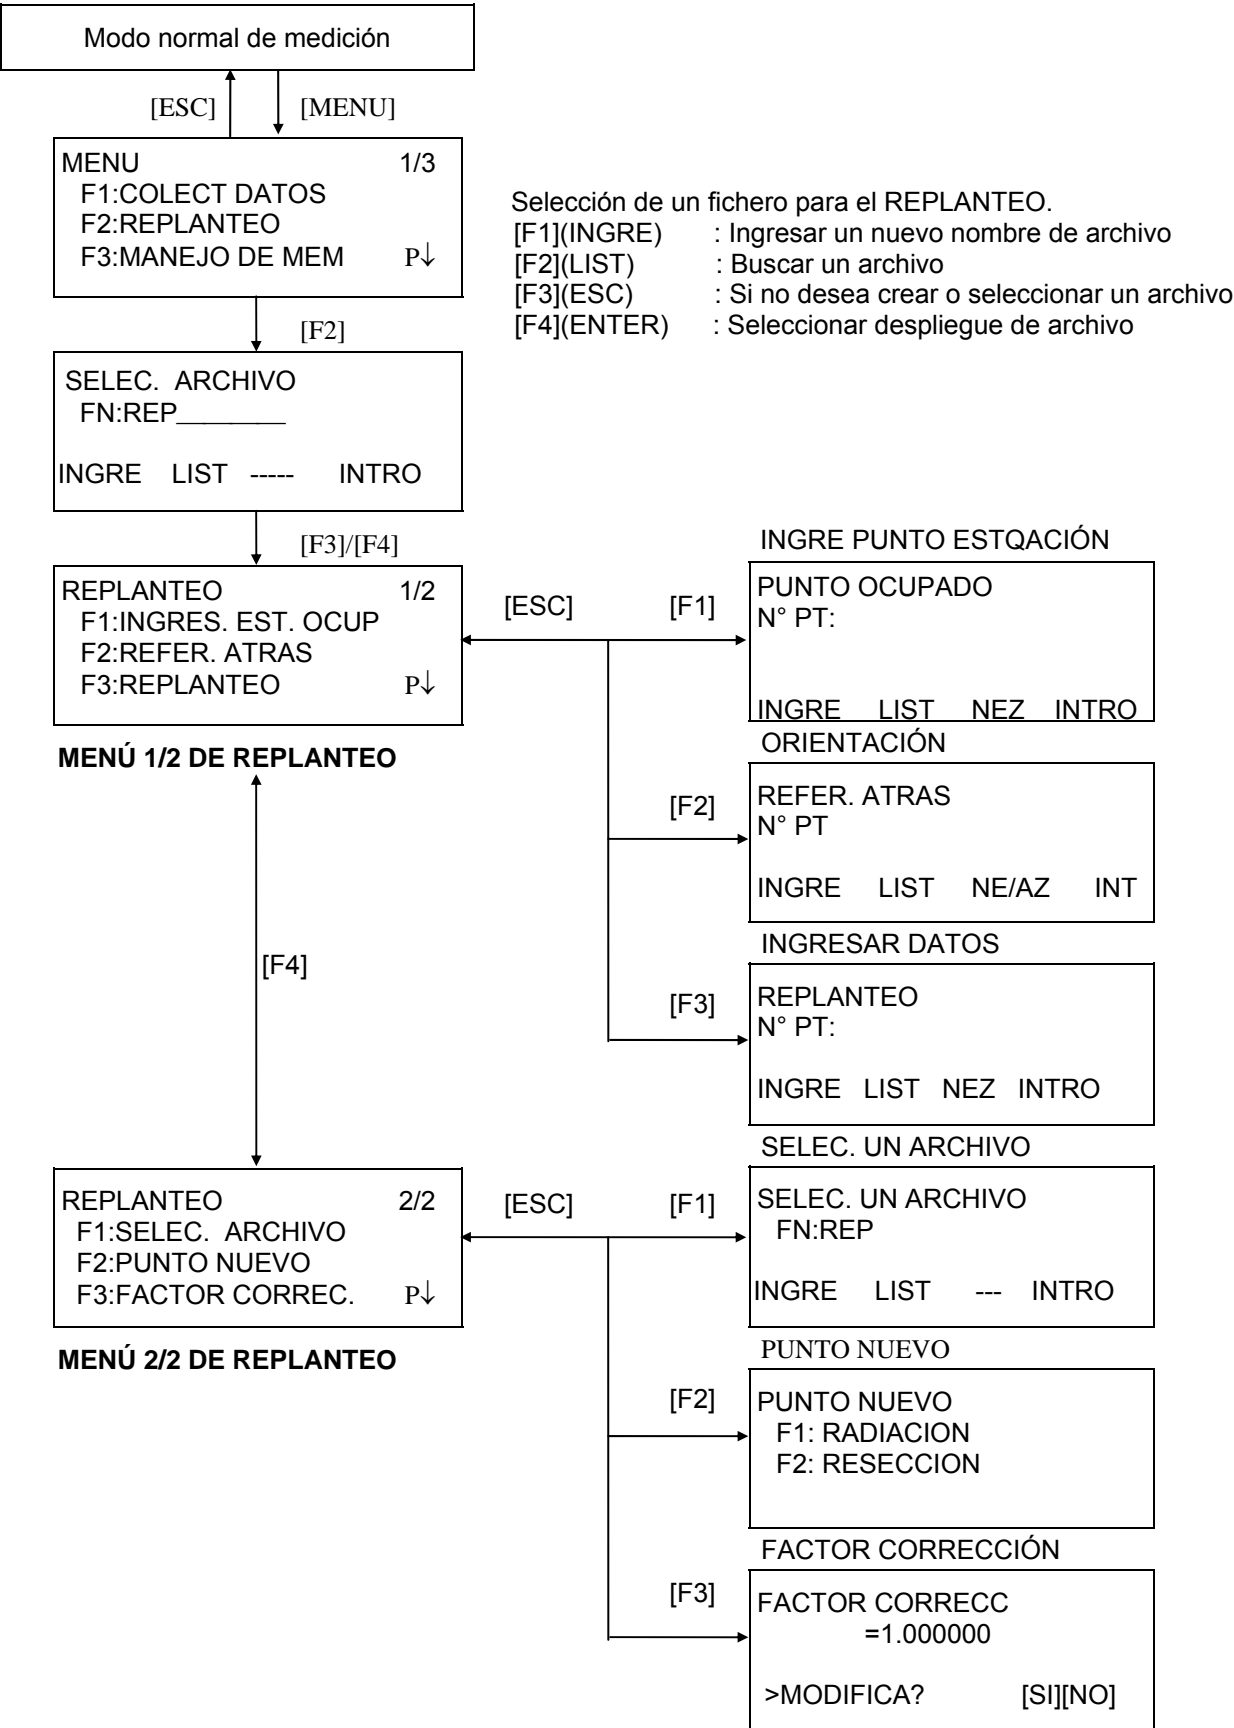 Modo normal de medición
[ESC] [MENU]
MENU 1/3
F1:COLECT DATOS
F2:REPLANTEO
F3:MANEJO DE MEM P↓
Selección de un fichero para el REPLANTEO.
[F1](INGRE) : Ingresar un nuevo nombre de archivo
[F2](LIST) : Buscar un archivo
[F3](ESC) : Si no desea crear o seleccionar un archivo
[F4](ENTER) : Seleccionar despliegue de archivo
[F2]
SELEC. ARCHIVO
FN:REP________
INGRE LIST ----- INTRO
[F3]/[F4]
REPLANTEO 1/2
F1:INGRES. EST. OCUP
F2:REFER. ATRAS
F3:REPLANTEO P↓
MENÚ 1/2 DE REPLANTEO
[ESC] [F1]
INGRE PUNTO ESTQACIÓN
PUNTO OCUPADO
N° PT:
INGRE LIST NEZ INTRO
ORIENTACIÓN
[F2]
REFER. ATRAS
N° PT
INGRE LIST NE/AZ INT
INGRESAR DATOS
[F3]
REPLANTEO
N° PT:
INGRE LIST NEZ INTRO
[F4]
REPLANTEO 2/2
F1:SELEC. ARCHIVO
F2:PUNTO NUEVO
F3:FACTOR CORREC. P↓
MENÚ 2/2 DE REPLANTEO
[ESC] [F1]
SELEC. UN ARCHIVO
SELEC. UN ARCHIVO
FN:REP
INGRE LIST --- INTRO
PUNTO NUEVO
[F2]
PUNTO NUEVO
F1: RADIACION
F2: RESECCION
FACTOR CORRECCIÓN
[F3]
FACTOR CORRECC
=1.000000
>MODIFICA? [SI][NO]